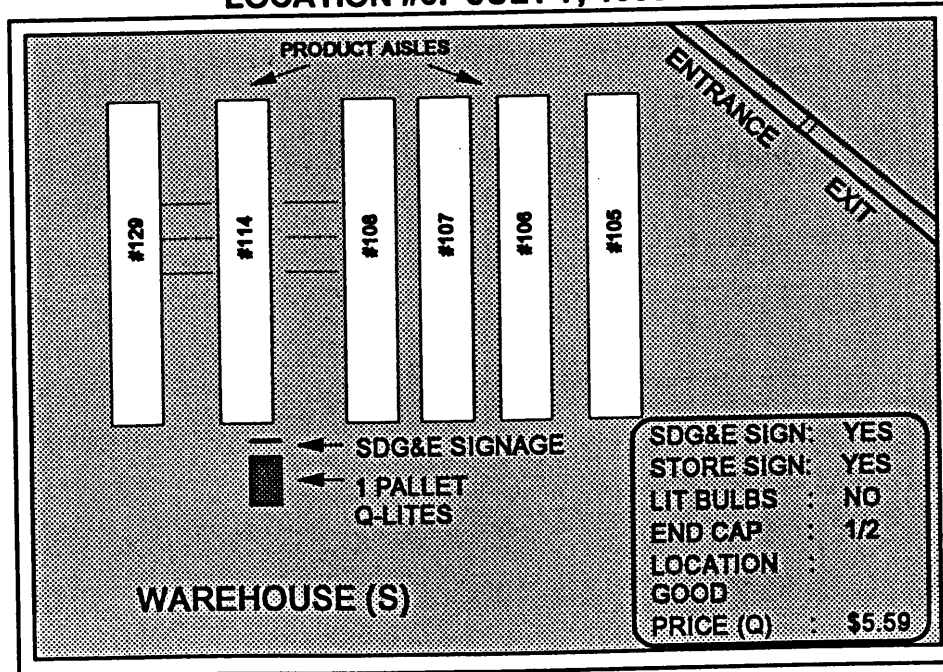 PRODUCT AISLES
ENTRANCE
EXIT
#129
#114
#108
#107
#106
#105
SDG&E SIGNAGE
1 PALLET
Q-LITES
WAREHOUSE (S)
SDG&E SIGN: YES
STORE SIGN: YES
LIT BULBS : NO
END CAP : 1/2
LOCATION :
GOOD
PRICE (Q) : $5.59